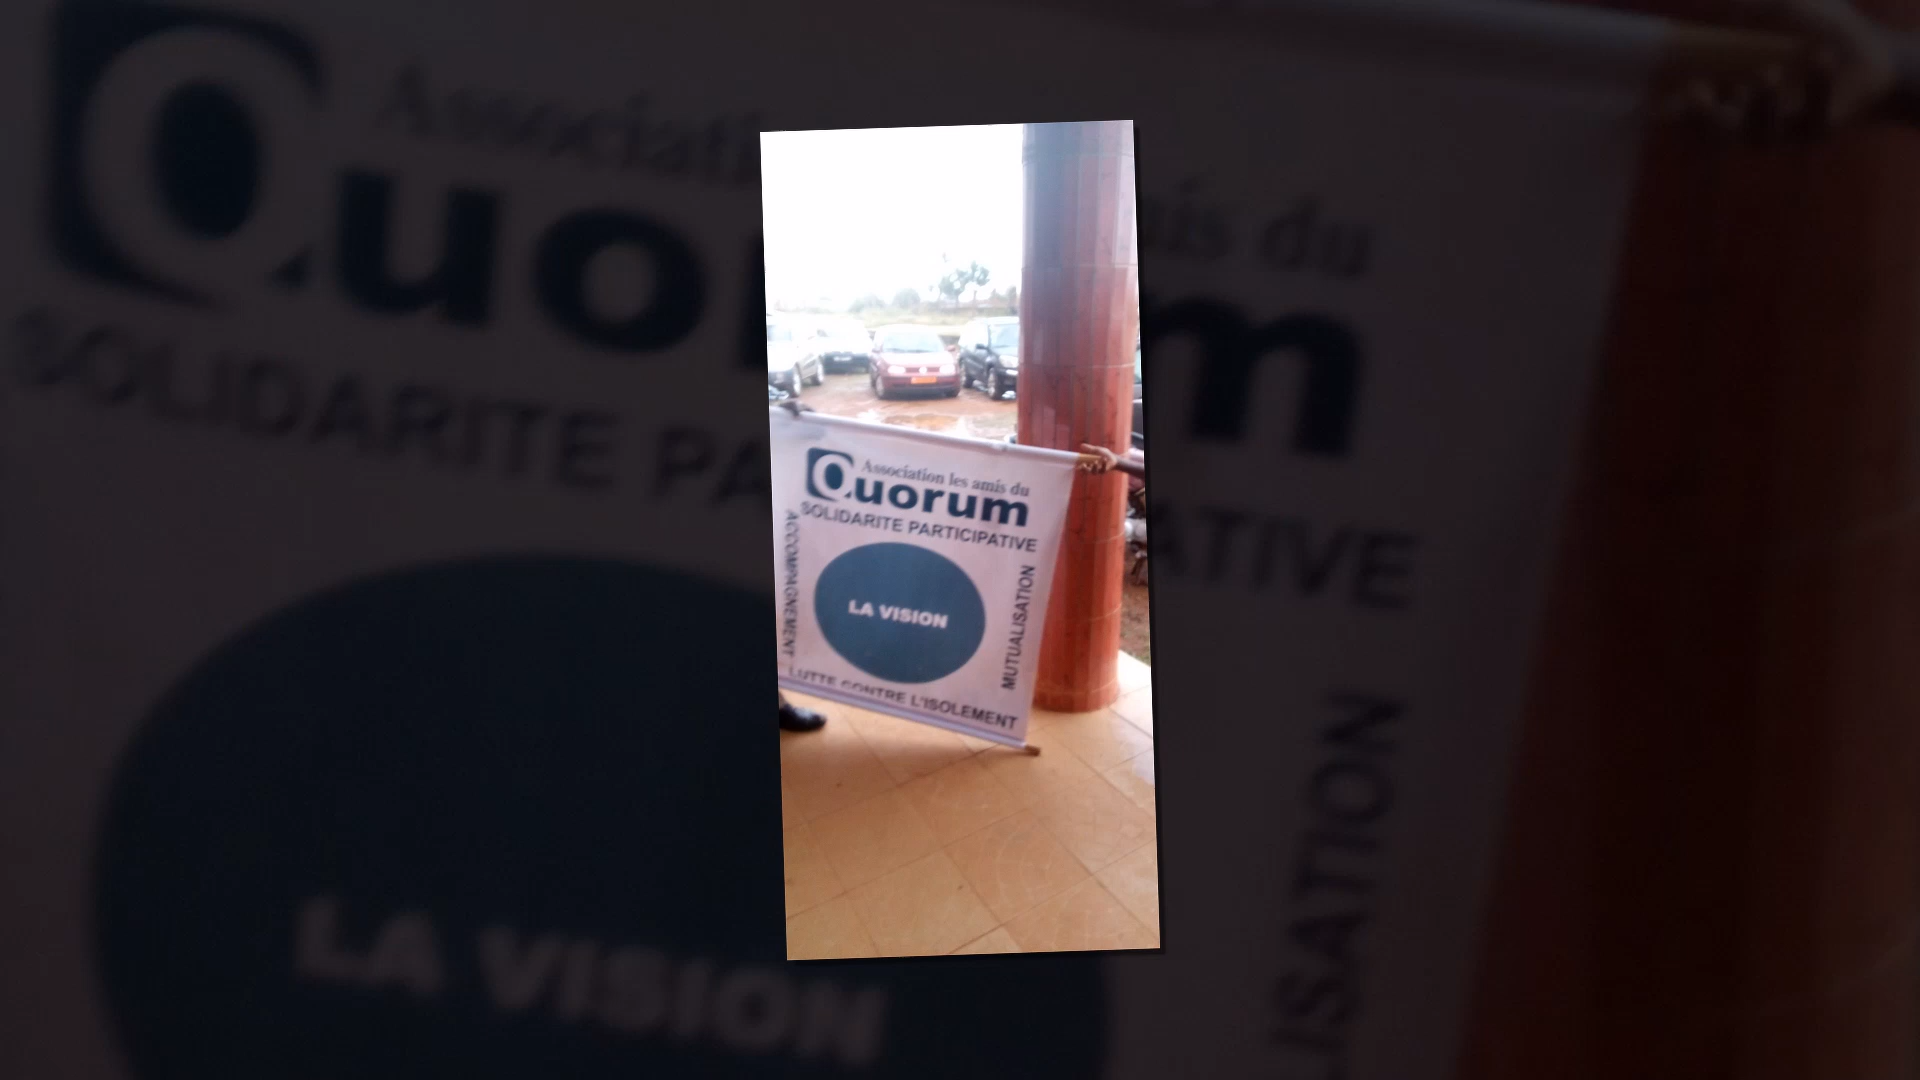 Association les amis du
Quorum
SOLIDARITE PARTICIPATIVE
ACCOMPAGNEMENT
LA VISION
MUTUALISATION
LUTTE CONTRE L'ISOLEMENT